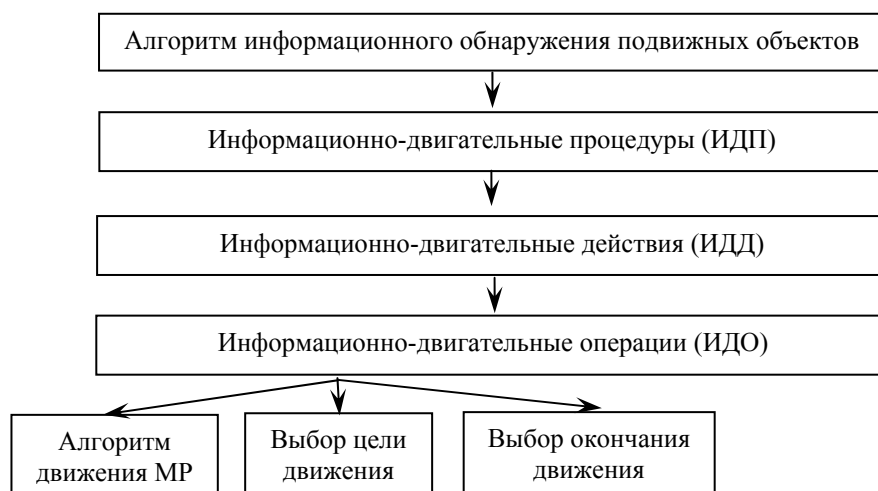 Алгоритм информационного обнаружения подвижных объектов
Информационно-двигательные процедуры (ИДП)
Информационно-двигательные действия (ИДД)
Информационно-двигательные операции (ИДО)
Алгоритм
движения МР
Выбор цели
движения
Выбор окончания
движения